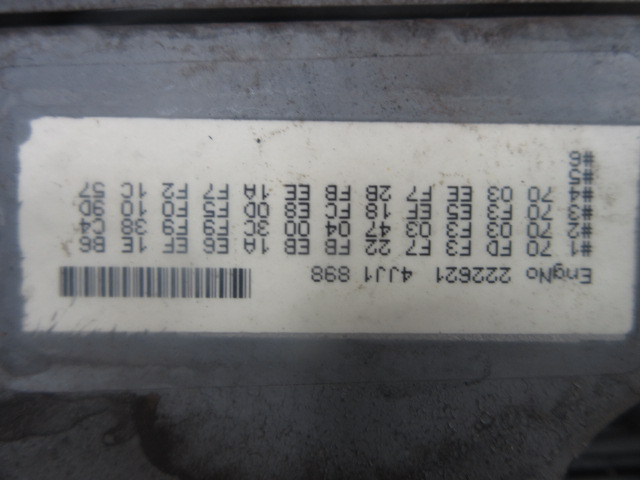 EngNo 222621 4JJ1 898
#1 70 FD F3 F7 22 FB EB 1A E6 EF 1E B6
#2 70 F3 F3 03 47 04 00 3C F9 F9 38 C4
#3 70 F3 E5 EF 18 FC E8 0D F5 F0 10 9D
#4 70 03 EE F7 2B FB EE 1A F7 F2 1C 57
#5
#6